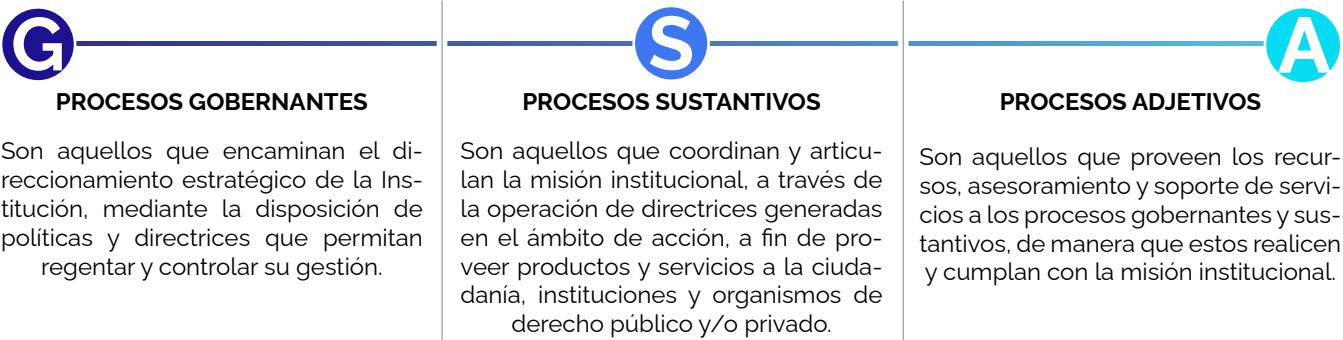 G
PROCESOS GOBERNANTES
Son aquellos que encaminan el di-
reccionamiento estratégico de la Ins-
titución, mediante la disposición de
políticas y directrices que permitan
regentar y controlar su gestión.
S
PROCESOS SUSTANTIVOS
Son aquellos que coordinan y articu-
lan la misión institucional, a través de
la operación de directrices generadas
en el ámbito de acción, a fin de pro-
veer productos y servicios a la ciuda-
danía, instituciones y organismos de
derecho público y/o privado.
A
PROCESOS ADJETIVOS
Son aquellos que proveen los recur-
sos, asesoramiento y soporte de servi-
cios a los procesos gobernantes y sus-
tantivos, de manera que estos realicen
y cumplan con la misión institucional.